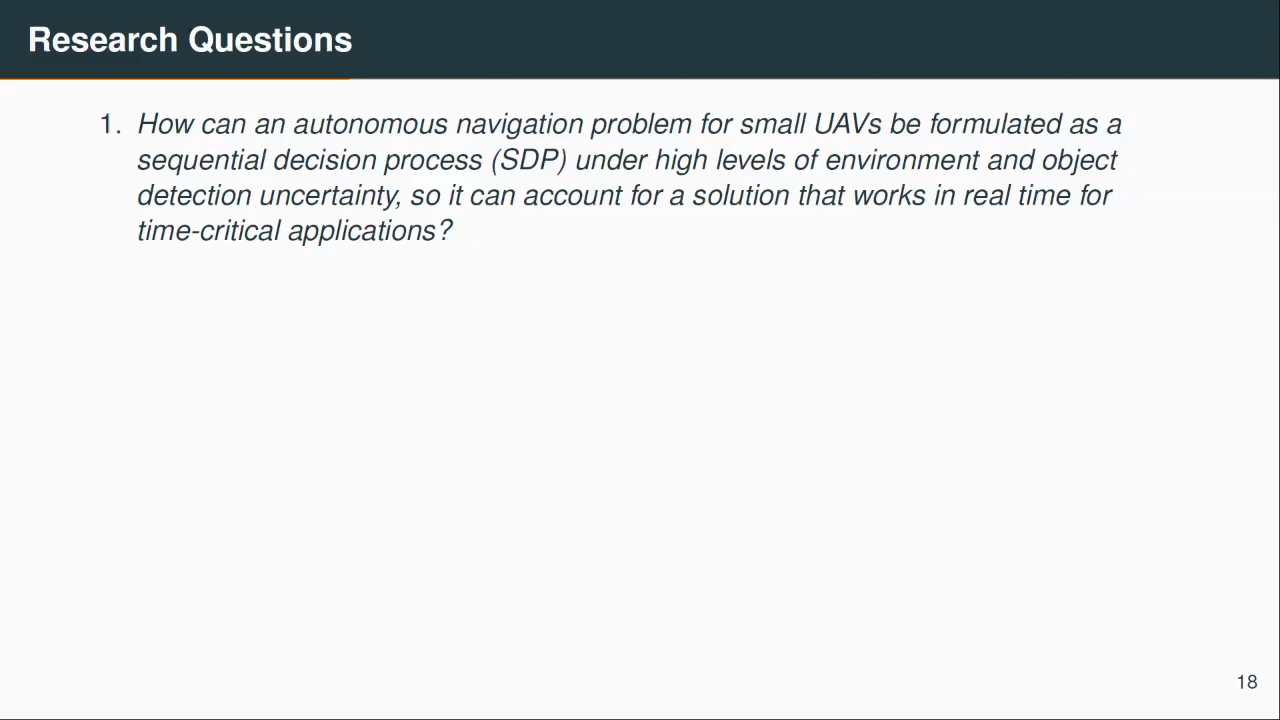 Research Questions
1. How can an autonomous navigation problem for small UAVs be formulated as a
sequential decision process (SDP) under high levels of environment and object
detection uncertainty, so it can account for a solution that works in real time for
time-critical applications?
18